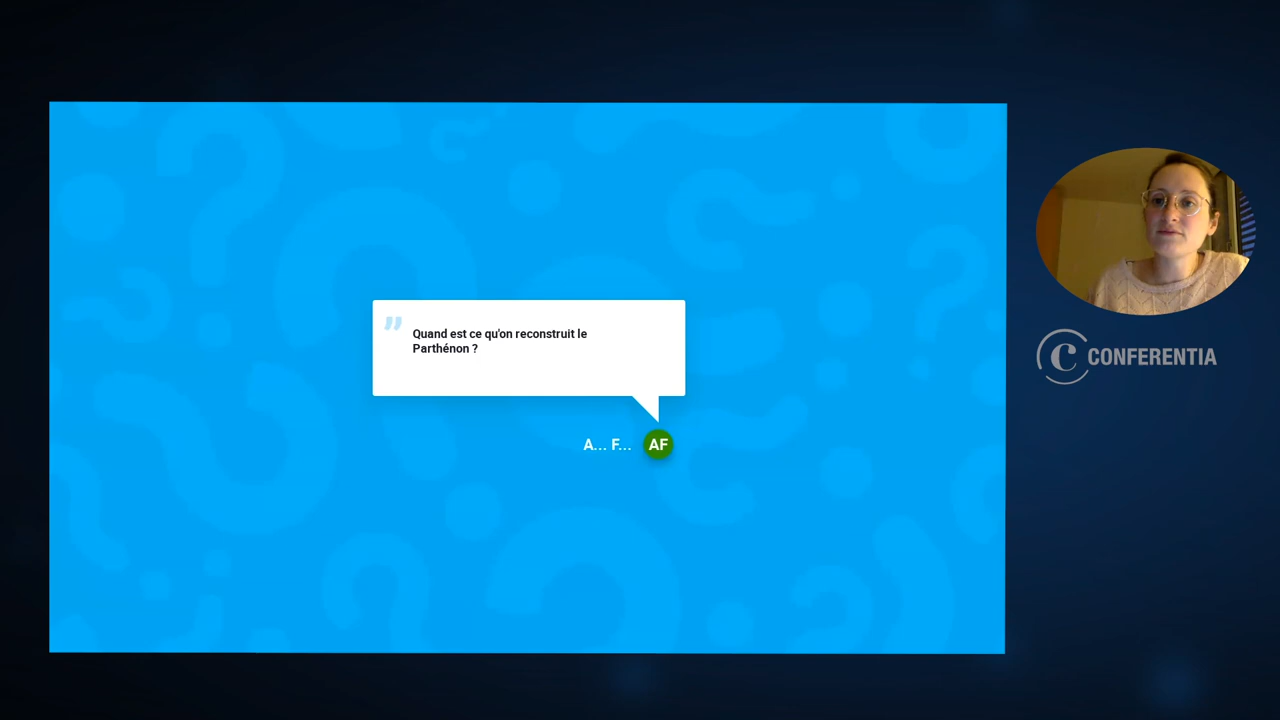 Quand est ce qu'on reconstruit le
Parthénon ?
A... F...
AF
CONFERENTIA